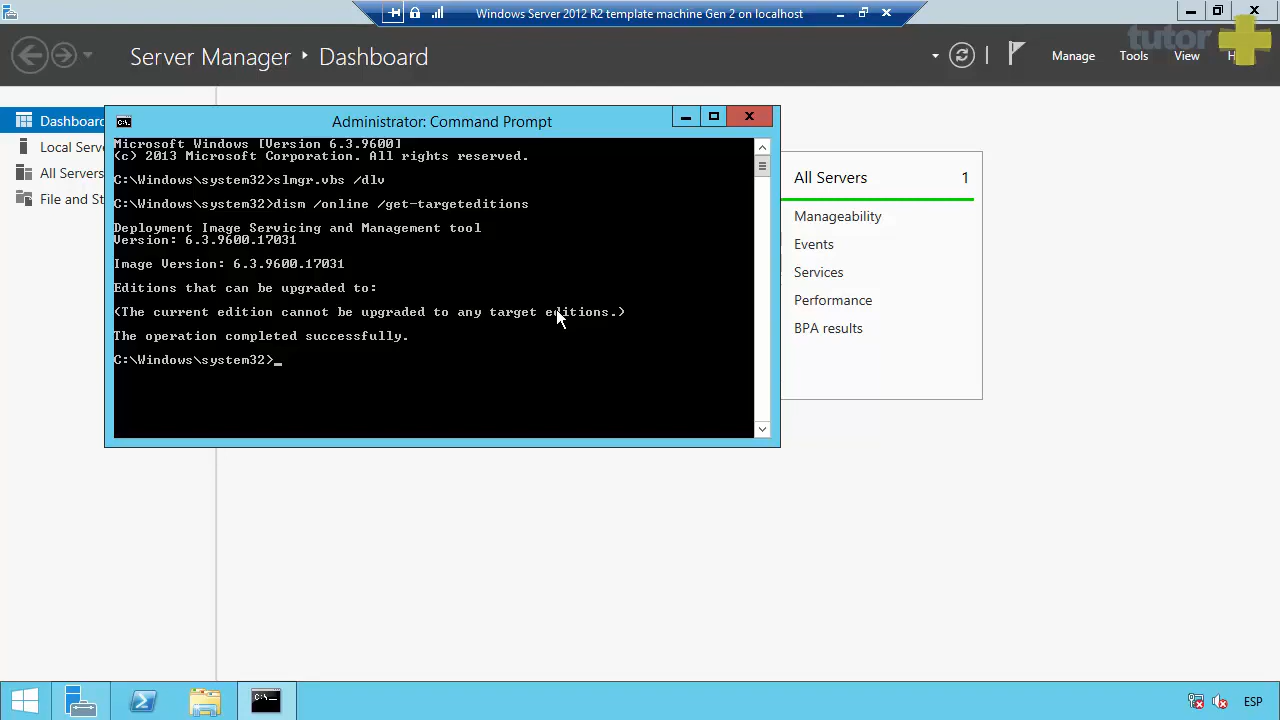 Windows Server 2012 R2 template machine Gen 2 on localhost
tutor
Server Manager ‣ Dashboard
Manage Tools View H
Dashboard
Local Serve
All Servers
File and St
Administrator: Command Prompt
Microsoft Windows [Version 6.3.9600]
(c) 2013 Microsoft Corporation. All rights reserved.
C:\Windows\system32>slmgr.vbs /dlv
C:\Windows\system32>dism /online /get-targeteditions
Deployment Image Servicing and Management tool
Version: 6.3.9600.17031
Image Version: 6.3.9600.17031
Editions that can be upgraded to:
(The current edition cannot be upgraded to any target editions.)
The operation completed successfully.
C:\Windows\system32>_
All Servers 1
Manageability
Events
Services
Performance
BPA results
C:\_
ESP